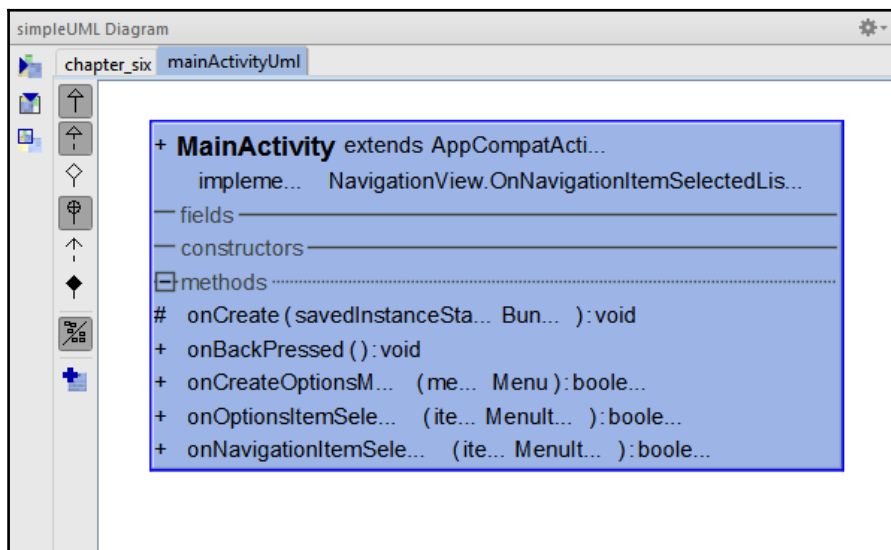 simpleUML Diagram
chapter_six mainActivityUml
+ MainActivity extends AppCompatActi...
impleme... NavigationView.OnNavigationItemSelectedLis...
fields
constructors
methods
# onCreate ( savedInstanceSta... Bun... ) : void
+ onBackPressed ( ) : void
+ onCreateOptionsM... ( me... Menu ) : boole...
+ onOptionsItemSele... ( ite... MenuIt... ) : boole...
+ onNavigationItemSele... ( ite... MenuIt... ) : boole...